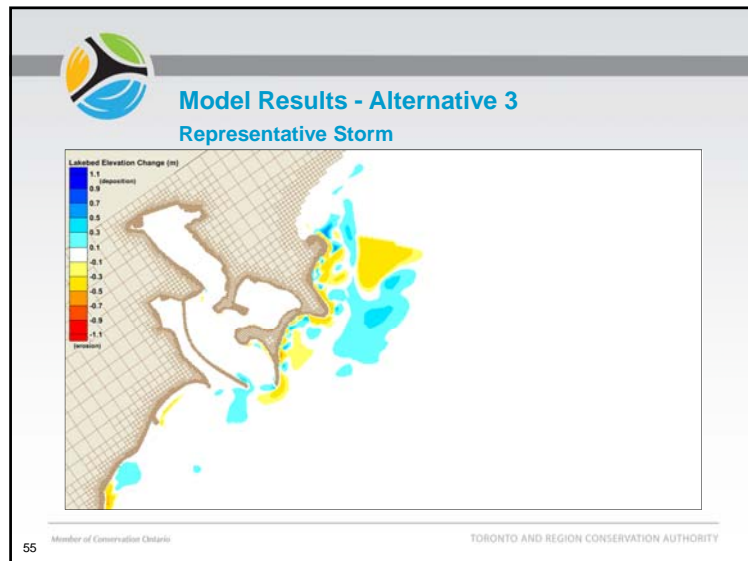 Model Results - Alternative 3
Representative Storm
Lakebed Elevation Change (m)
1.1
(deposition)
0.9
0.7
0.5
0.3
0.1
-0.1
-0.3
-0.5
-0.7
-0.9
-1.1
(erosion)
55
Member of Conservation Ontario
TORONTO AND REGION CONSERVATION AUTHORITY